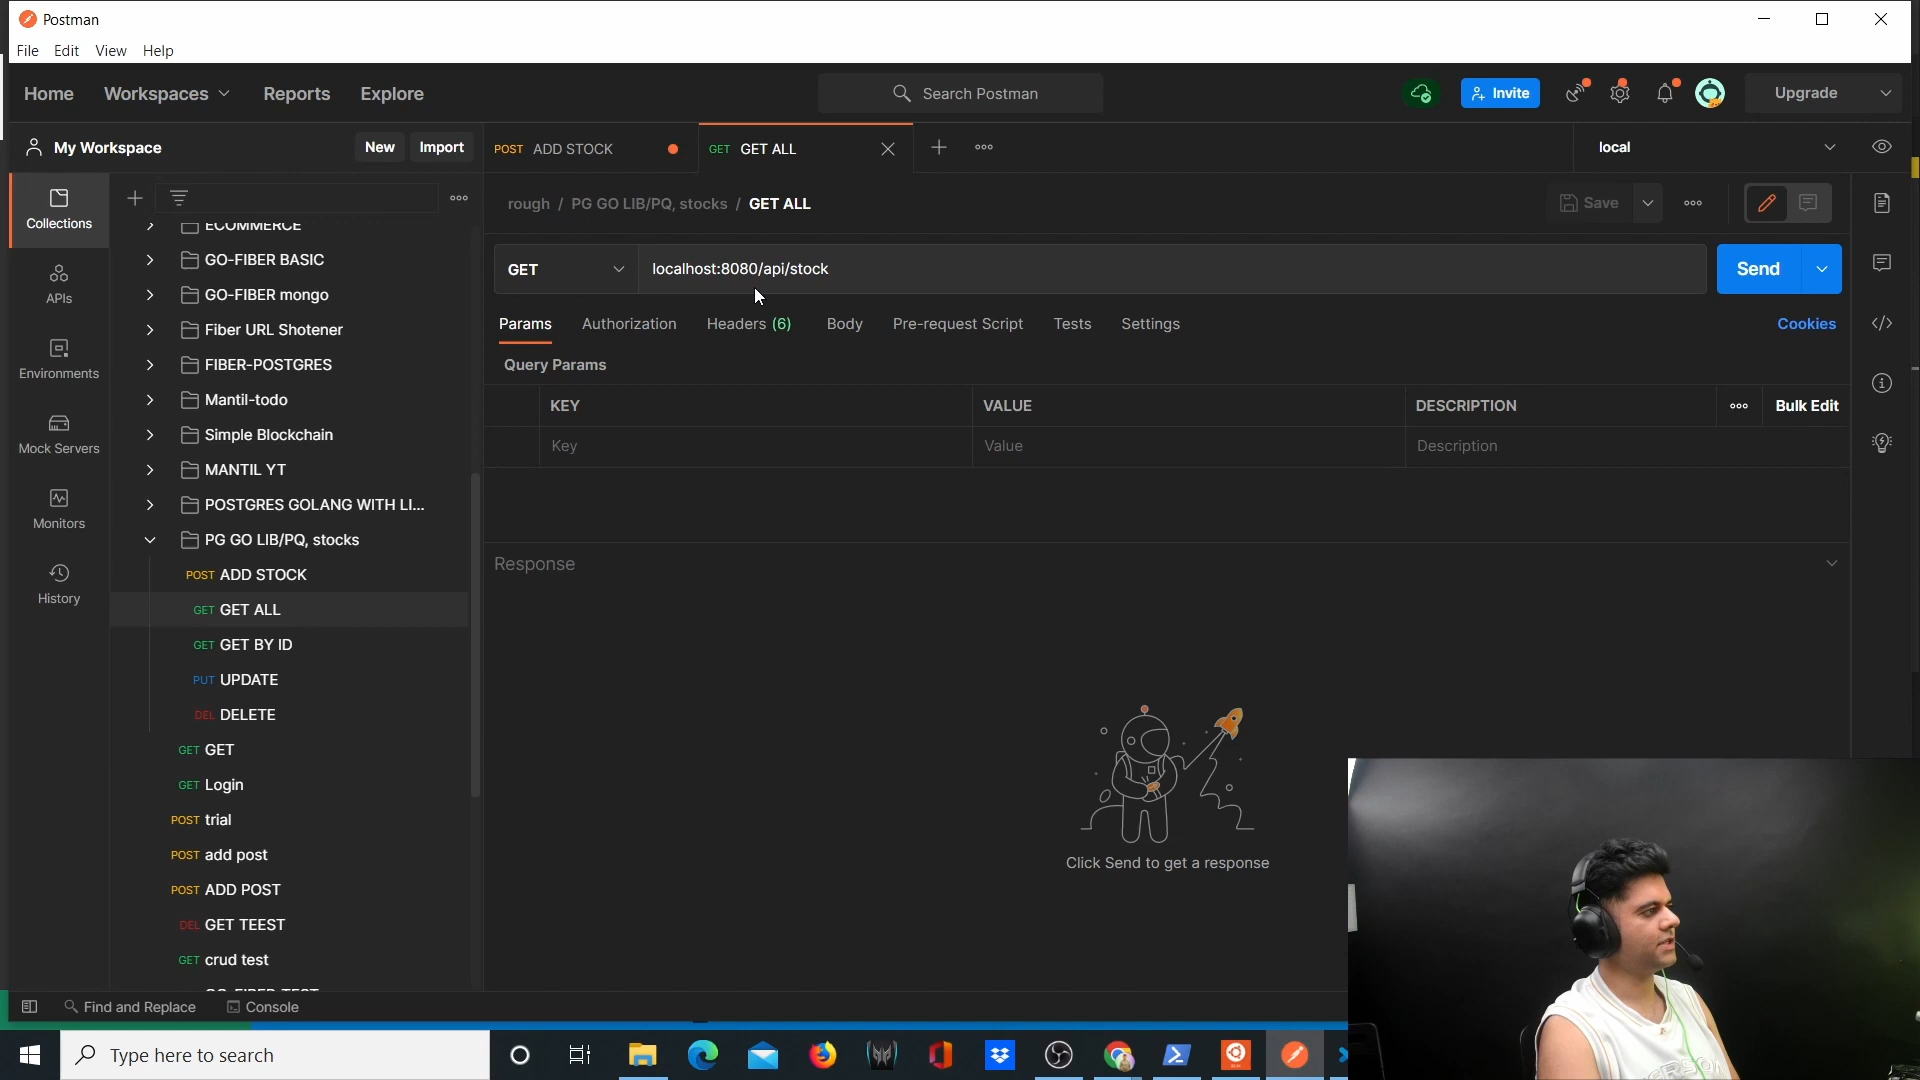 Postman
File Edit View Help
Home Workspaces Reports Explore Search Postman Invite Upgrade
My Workspace New Import POST ADD STOCK GET GET ALL local
Collections
APIs
Environments
Mock Servers
Monitors
History
ECOMMERCE
GO-FIBER BASIC
GO-FIBER mongo
Fiber URL Shotener
FIBER-POSTGRES
Mantil-todo
Simple Blockchain
MANTIL YT
POSTGRES GOLANG WITH LI...
PG GO LIB/PQ, stocks
POST ADD STOCK
GET GET ALL
GET GET BY ID
PUT UPDATE
DEL DELETE
GET GET
GET Login
POST trial
POST add post
POST ADD POST
DEL GET TEEST
GET crud test
rough / PG GO LIB/PQ, stocks / GET ALL Save
GET localhost:8080/api/stock Send
Params Authorization Headers (6) Body Pre-request Script Tests Settings Cookies
Query Params
KEY VALUE DESCRIPTION Bulk Edit
Key Value Description
Response
Click Send to get a response
Find and Replace Console
Type here to search